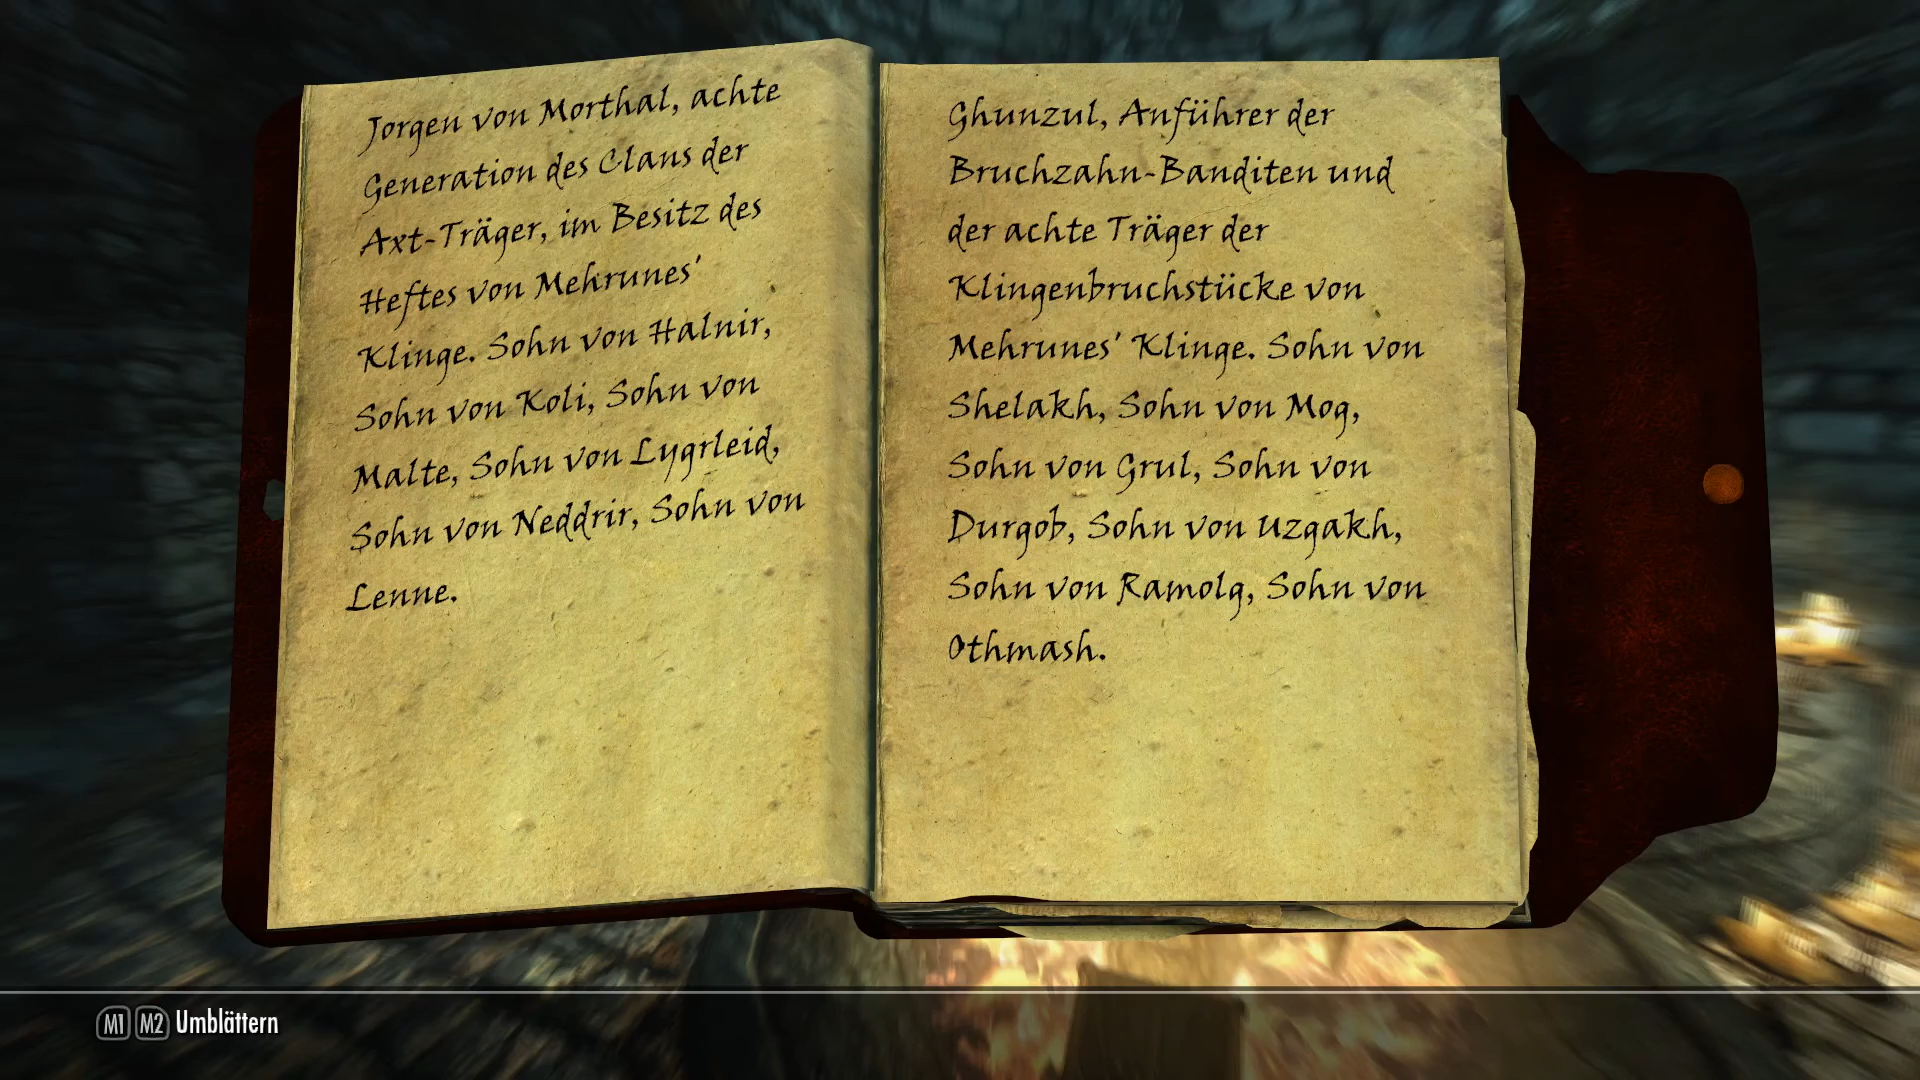 Jorgen von Morthal, achte
Generation des Clans der
Axt-Träger, im Besitz des
Heftes von Mehrunes'
Klinge. Sohn von Halnir,
Sohn von Koli, Sohn von
Malte, Sohn von Lygrleid,
Sohn von Neddrir, Sohn von
Lenne.
Ghunzul, Anführer der
Bruchzahn-Banditen und
der achte Träger der
Klingenbruchstücke von
Mehrunes' Klinge. Sohn von
Shelakh, Sohn von Mog,
Sohn von Grul, Sohn von
Durgob, Sohn von Uzgakh,
Sohn von Ramolg, Sohn von
Othmash.
M1 M2 Umblättern